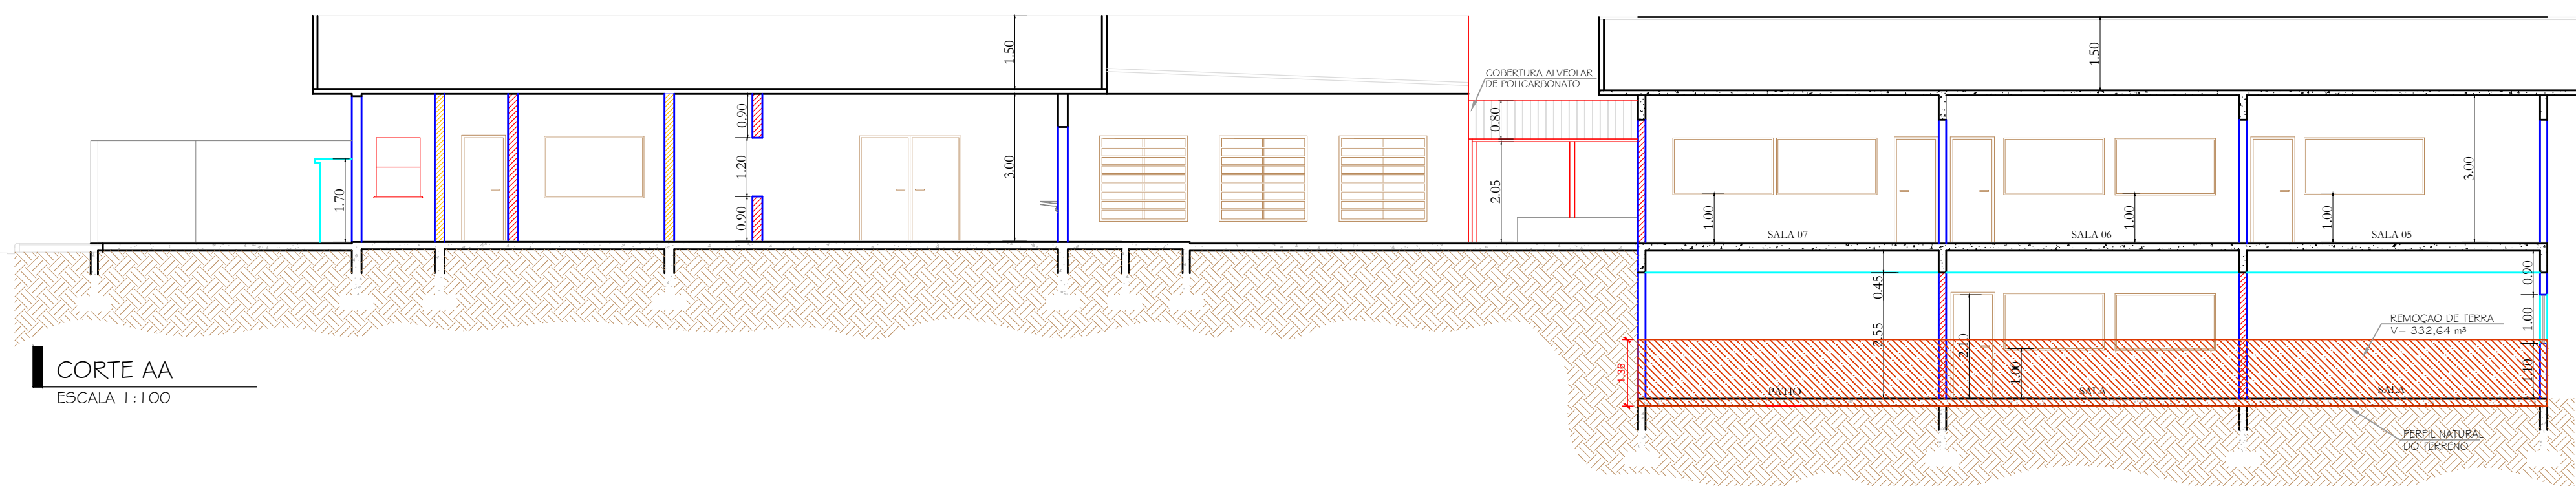 1.50
1.50
COBERTURA ALVEOLAR
DE POLICARBONATO
0.90
0.80
1.20
3.00
3.00
1.70
2.05
0.90
1.00
1.00
1.00
SALA 07
SALA 06
SALA 05
0.45
0.90
2.55
2.10
1.00
REMOÇÃO DE TERRA
V= 332,64 m³
1.36
1.00
1.10
PÁTIO
SALA
SALA
CORTE AA
ESCALA 1:100
PERFIL NATURAL
DO TERRENO